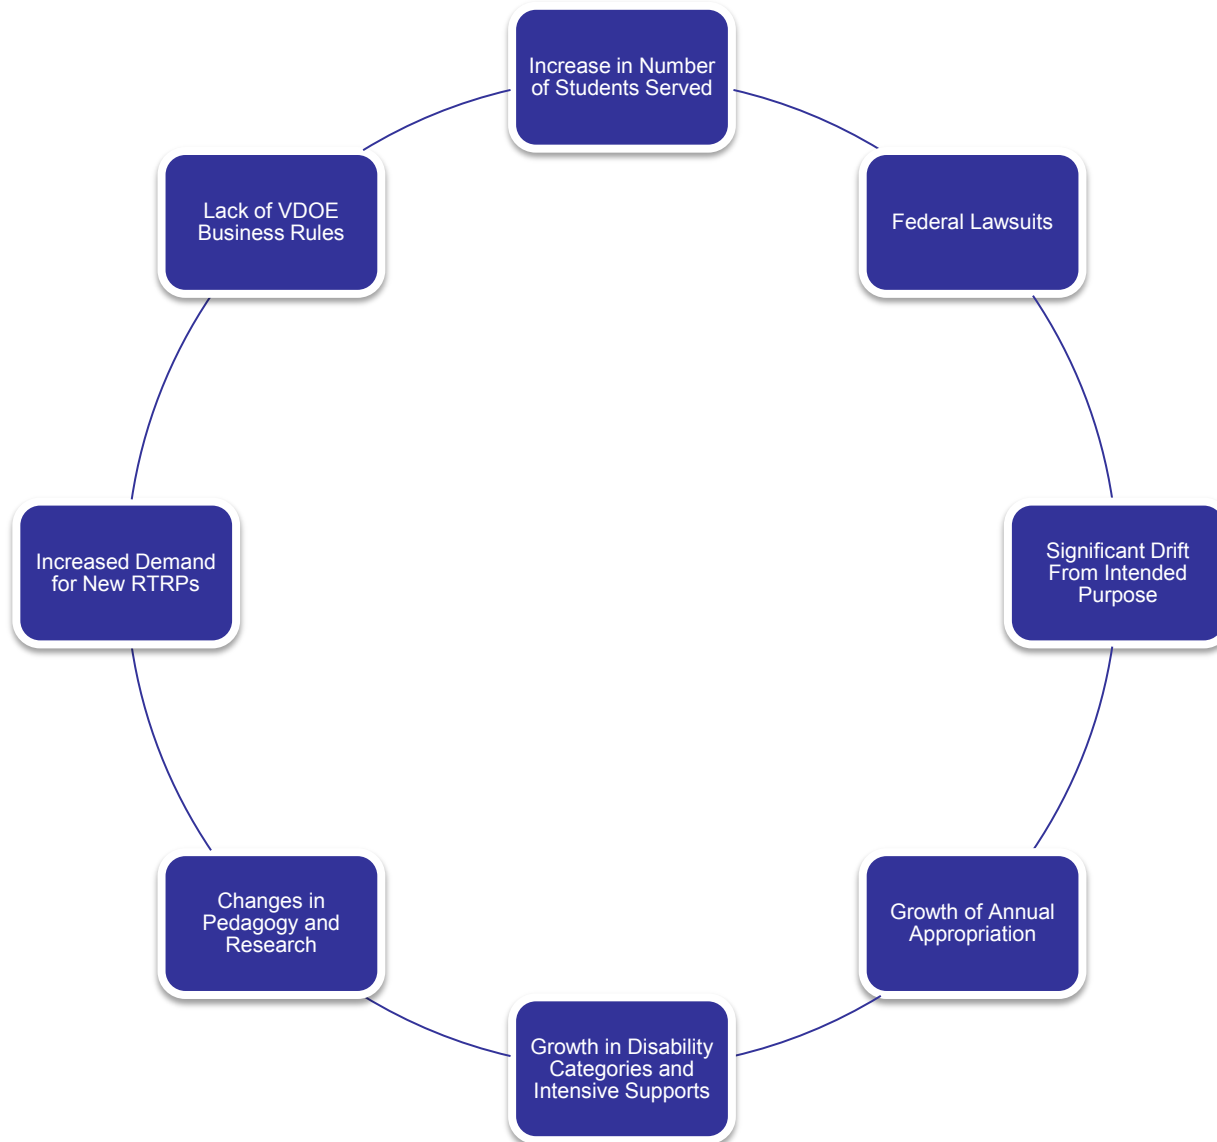 Increase in Number
of Students Served
Federal Lawsuits
Significant Drift
From Intended
Purpose
Growth of Annual
Appropriation
Growth in Disability
Categories and
Intensive Supports
Changes in
Pedagogy and
Research
Increased Demand
for New RTRPs
Lack of VDOE
Business Rules